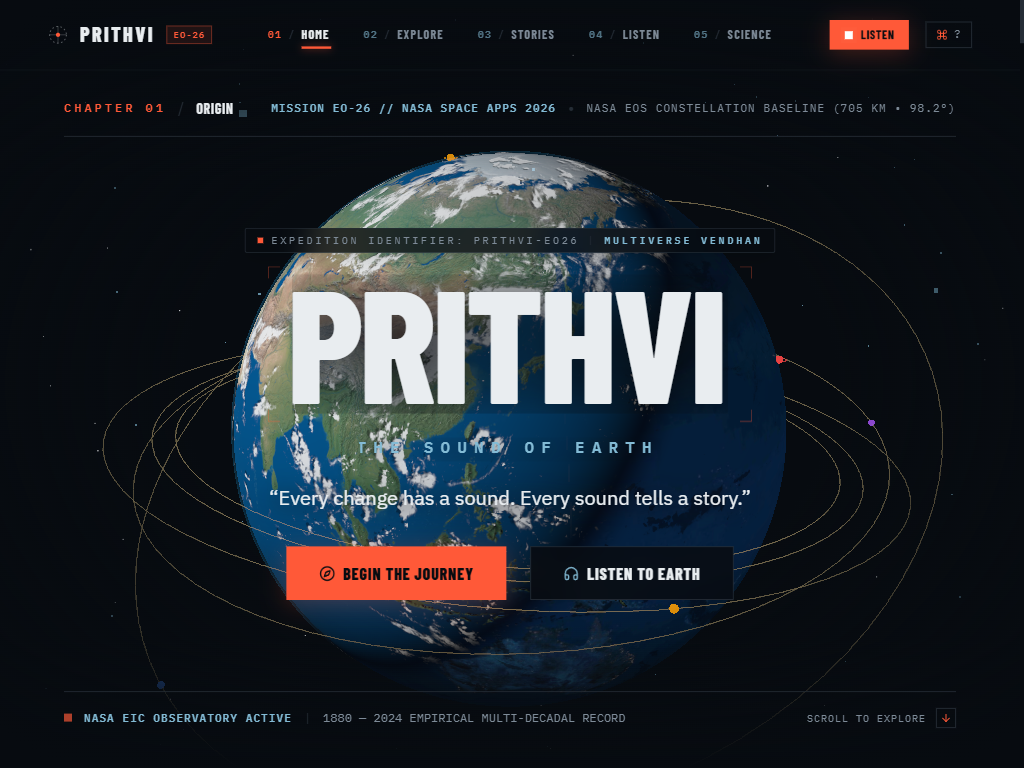 PRITHVI EO-26 01 / HOME 02 / EXPLORE 03 / STORIES 04 / LISTEN 05 / SCIENCE LISTEN ⌘ ?
CHAPTER 01 / ORIGIN MISSION EO-26 // NASA SPACE APPS 2026 NASA EOS CONSTELLATION BASELINE (705 KM • 98.2°)
EXPEDITION IDENTIFIER: PRITHVI-EO26 | MULTIVERSE VENDHAN
PRITHVI
THE SOUND OF EARTH
“Every change has a sound. Every sound tells a story.”
BEGIN THE JOURNEY LISTEN TO EARTH
NASA EIC OBSERVATORY ACTIVE | 1880 — 2024 EMPIRICAL MULTI-DECADAL RECORD SCROLL TO EXPLORE ↓